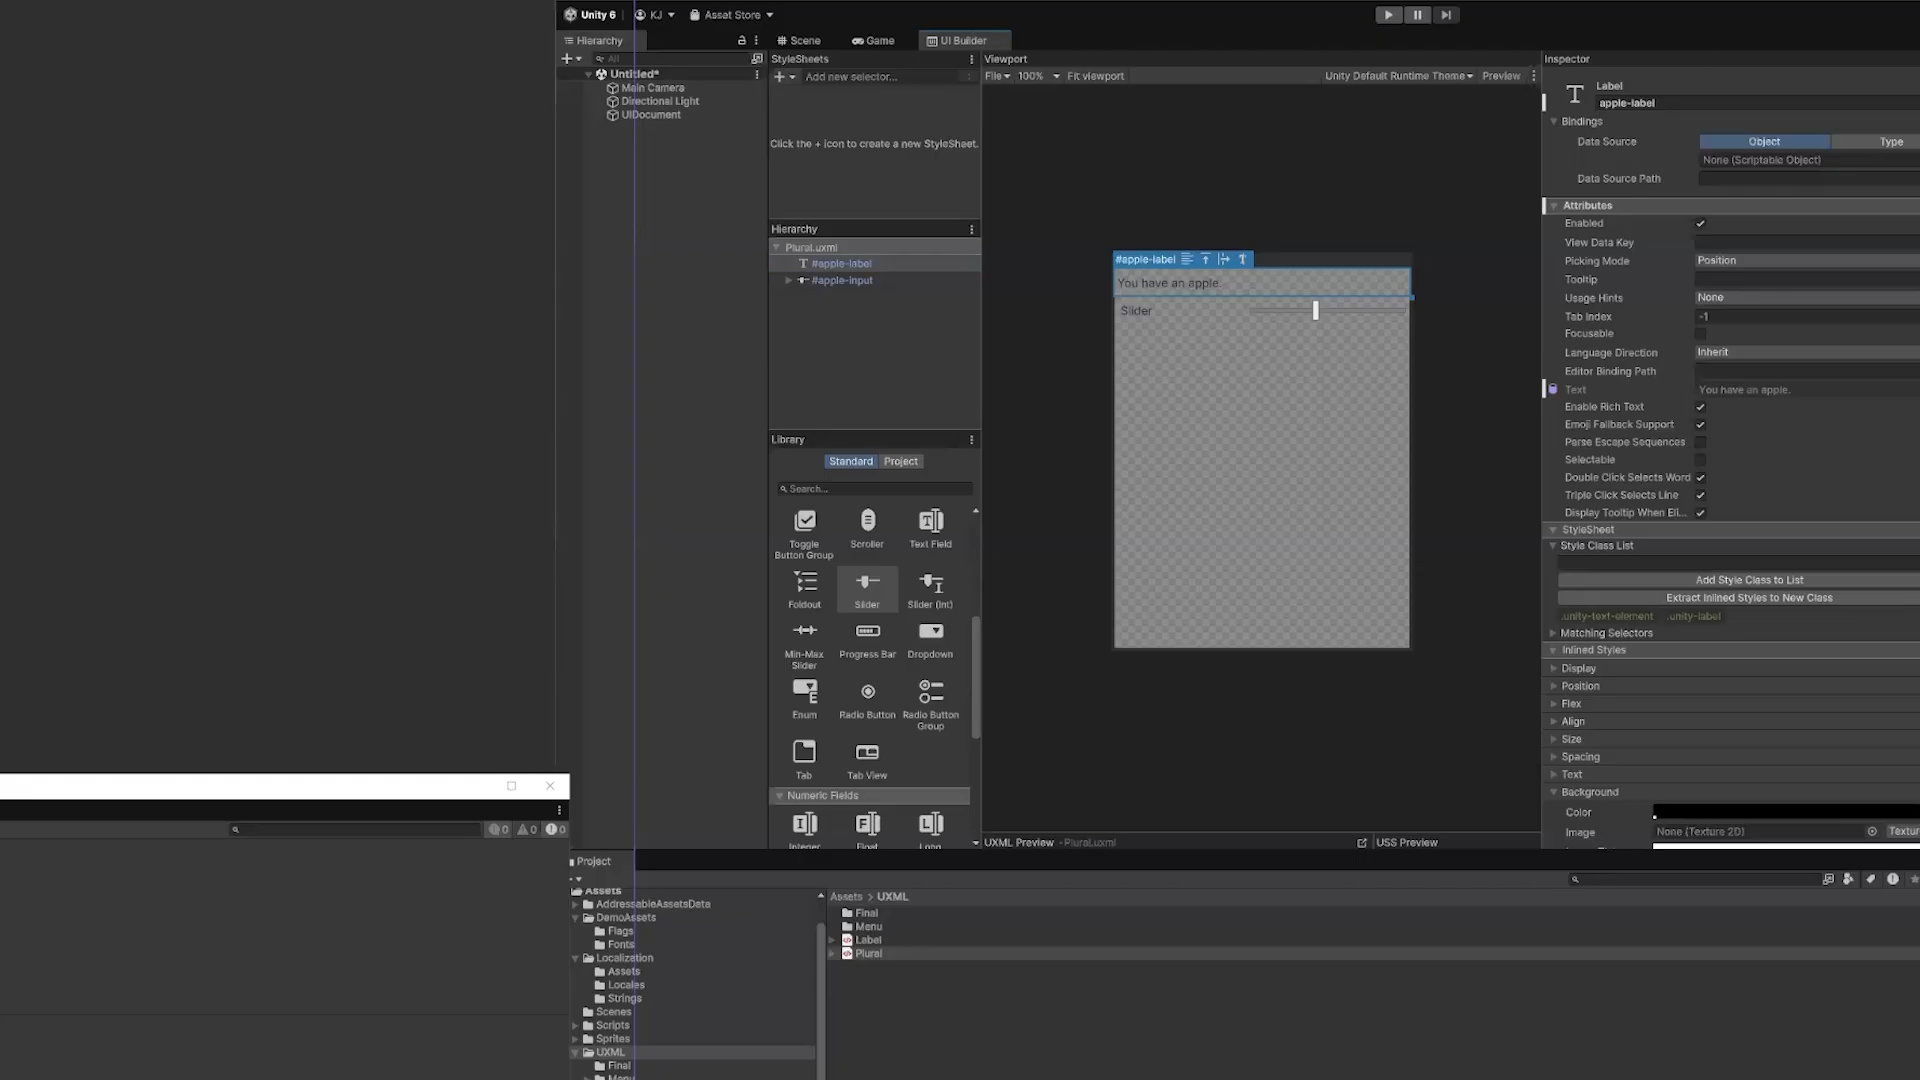 Unity 6
KJ
Asset Store
Hierarchy
Scene
Game
UI Builder
All
Untitled*
Main Camera
Directional Light
UIDocument
StyleSheets
Add new selector...
Click the + icon to create a new StyleSheet.
Hierarchy
Plural.uxml
#apple-label
#apple-input
Library
Standard
Project
Search...
Toggle
Button Group
Scroller
Text Field
Foldout
Slider
Slider (Int)
Min-Max
Slider
Progress Bar
Dropdown
Enum
Radio Button
Radio Button
Group
Tab
Tab View
Numeric Fields
Integer
Float
Long
Viewport
File
100%
Fit viewport
Unity Default Runtime Theme
Preview
#apple-label
You have an apple.
Slider
UXML Preview - Plural.uxml
USS Preview
Inspector
Label
apple-label
Bindings
Data Source
Object
Type
None (Scriptable Object)
Data Source Path
Attributes
Enabled
View Data Key
Picking Mode
Position
Tooltip
Usage Hints
None
Tab Index
-1
Focusable
Language Direction
Inherit
Editor Binding Path
Text
You have an apple.
Enable Rich Text
Emoji Fallback Support
Parse Escape Sequences
Selectable
Double Click Selects Word
Triple Click Selects Line
Display Tooltip When Eli...
StyleSheet
Style Class List
Add Style Class to List
Extract Inlined Styles to New Class
.unity-text-element
.unity-label
Matching Selectors
Inlined Styles
Display
Position
Flex
Align
Size
Spacing
Text
Background
Color
Image
None (Texture 2D)
Textur
0
0
0
Project
Assets
AddressableAssetsData
DemoAssets
Flags
Fonts
Localization
Assets
Locales
Strings
Scenes
Scripts
Sprites
UXML
Final
Menu
Assets > UXML
Final
Menu
Label
Plural